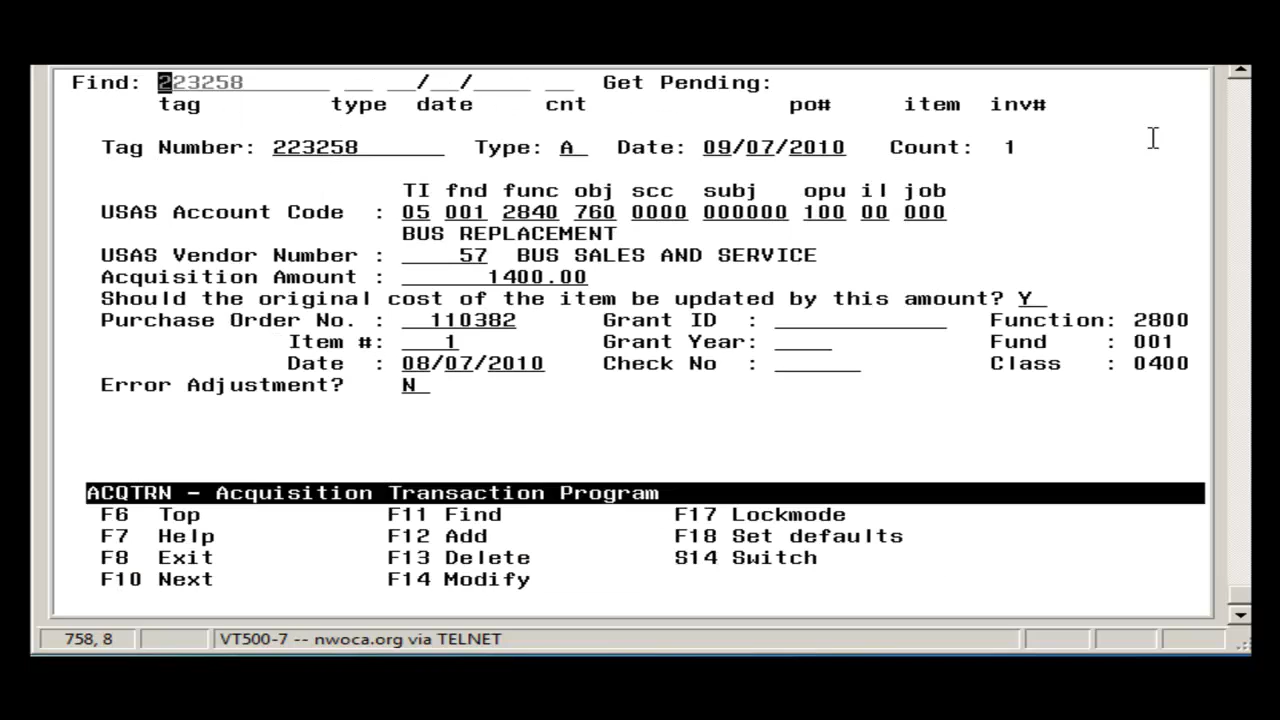 Find: 223258 __ __/__/____ __ Get Pending:
tag type date cnt po# item inv#
Tag Number: 223258 Type: A Date: 09/07/2010 Count: 1
TI fnd func obj scc subj opu il job
USAS Account Code : 05 001 2840 760 0000 000000 100 00 000
BUS REPLACEMENT
USAS Vendor Number : 57 BUS SALES AND SERVICE
Acquisition Amount : 1400.00
Should the original cost of the item be updated by this amount? Y
Purchase Order No. : 110382 Grant ID : Function: 2800
Item #: 1 Grant Year: Fund : 001
Date : 08/07/2010 Check No : Class : 0400
Error Adjustment? N
ACQTRN - Acquisition Transaction Program
F6 Top F11 Find F17 Lockmode
F7 Help F12 Add F18 Set defaults
F8 Exit F13 Delete S14 Switch
F10 Next F14 Modify
758, 8 VT500-7 -- nwoca.org via TELNET